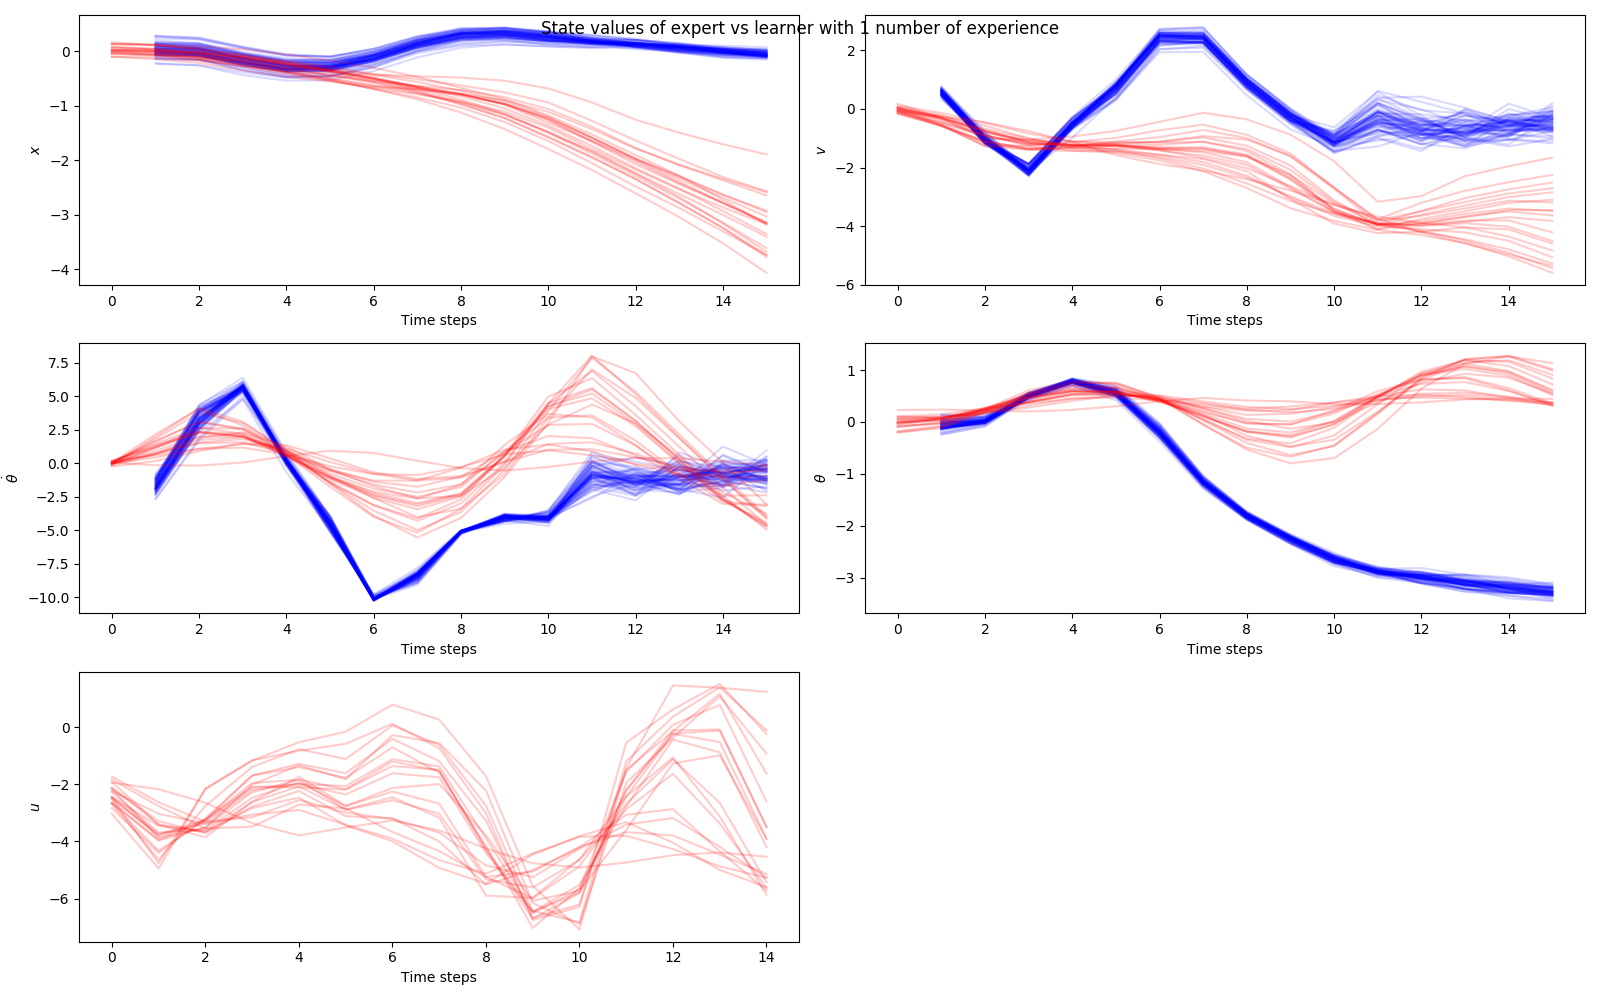 State values of expert vs learner with 1 number of experience
x
0
−1
−2
−3
−4
0 2 4 6 8 10 12 14
Time steps
v
2
0
−2
−4
−6
0 2 4 6 8 10 12 14
Time steps
θ̇
7.5
5.0
2.5
0.0
−2.5
−5.0
−7.5
−10.0
0 2 4 6 8 10 12 14
Time steps
θ
1
0
−1
−2
−3
0 2 4 6 8 10 12 14
Time steps
u
0
−2
−4
−6
0 2 4 6 8 10 12 14
Time steps